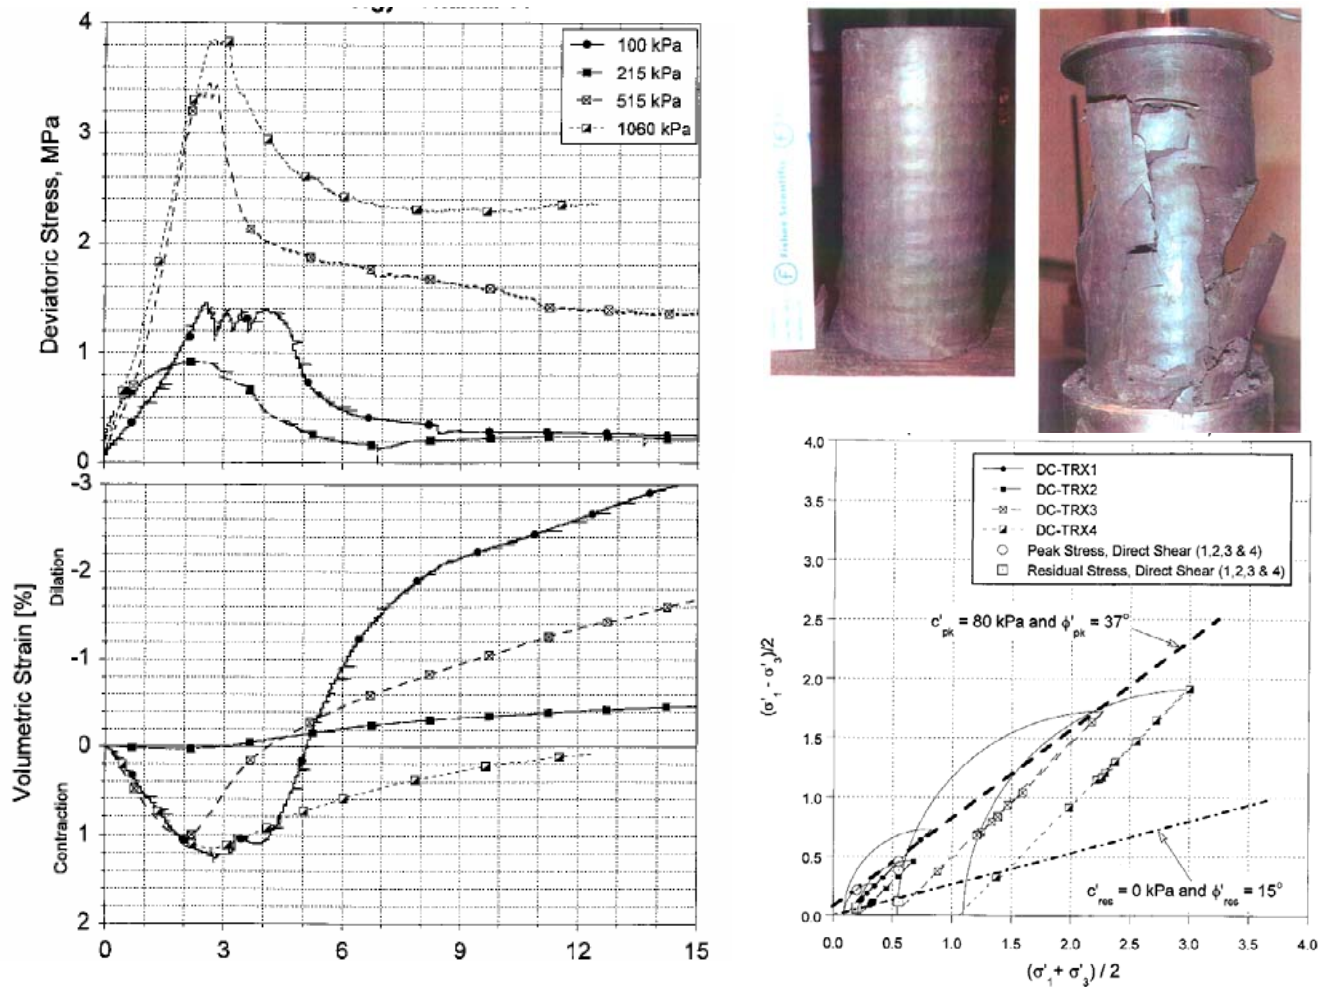 4
3
2
1
0
Deviatoric Stress, MPa
100 kPa
215 kPa
515 kPa
1060 kPa
-3
-2
-1
0
1
2
Volumetric Strain [%]
Dilation
Contraction
0 3 6 9 12 15
Fisher Scientific
4.0
3.5
3.0
2.5
2.0
1.5
1.0
0.5
0.0
(σ'1 - σ'3)/2
DC-TRX1
DC-TRX2
DC-TRX3
DC-TRX4
Peak Stress, Direct Shear (1,2,3 & 4)
Residual Stress, Direct Shear (1,2,3 & 4)
c'pk = 80 kPa and ϕ'pk = 37°
c'res = 0 kPa and ϕ'res = 15°
0.0 0.5 1.0 1.5 2.0 2.5 3.0 3.5 4.0
(σ'1 + σ'3) / 2